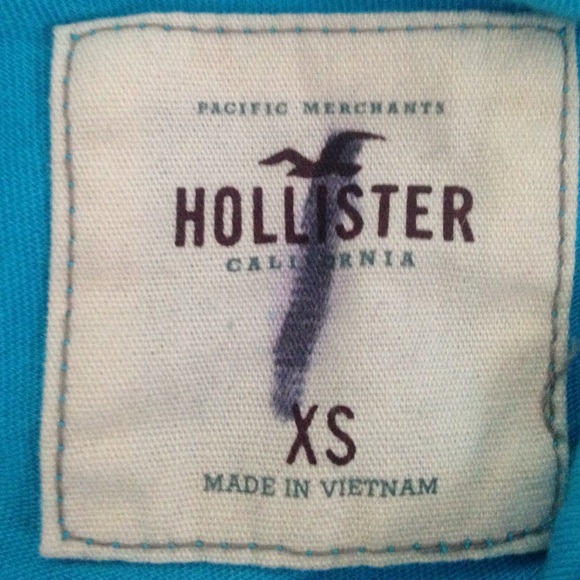 PACIFIC MERCHANTS
HOLLISTER
CALIFORNIA
XS
MADE IN VIETNAM